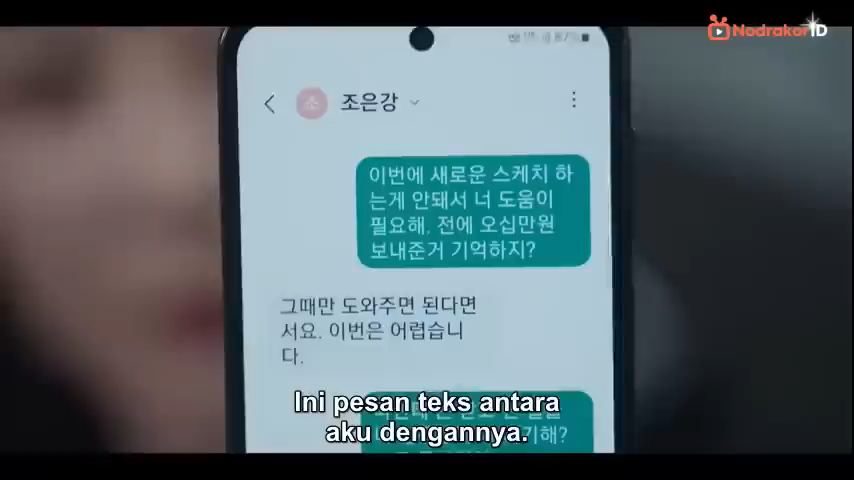 NodrakorID
87%
조은강
이번에 새로운 스케치 하
는게 안돼서 너 도움이
필요해. 전에 오십만원
보내준거 기억하지?
그때만 도와주면 된다면
서요. 이번은 어렵습니
다.
기해?
Ini pesan teks antara
aku dengannya.